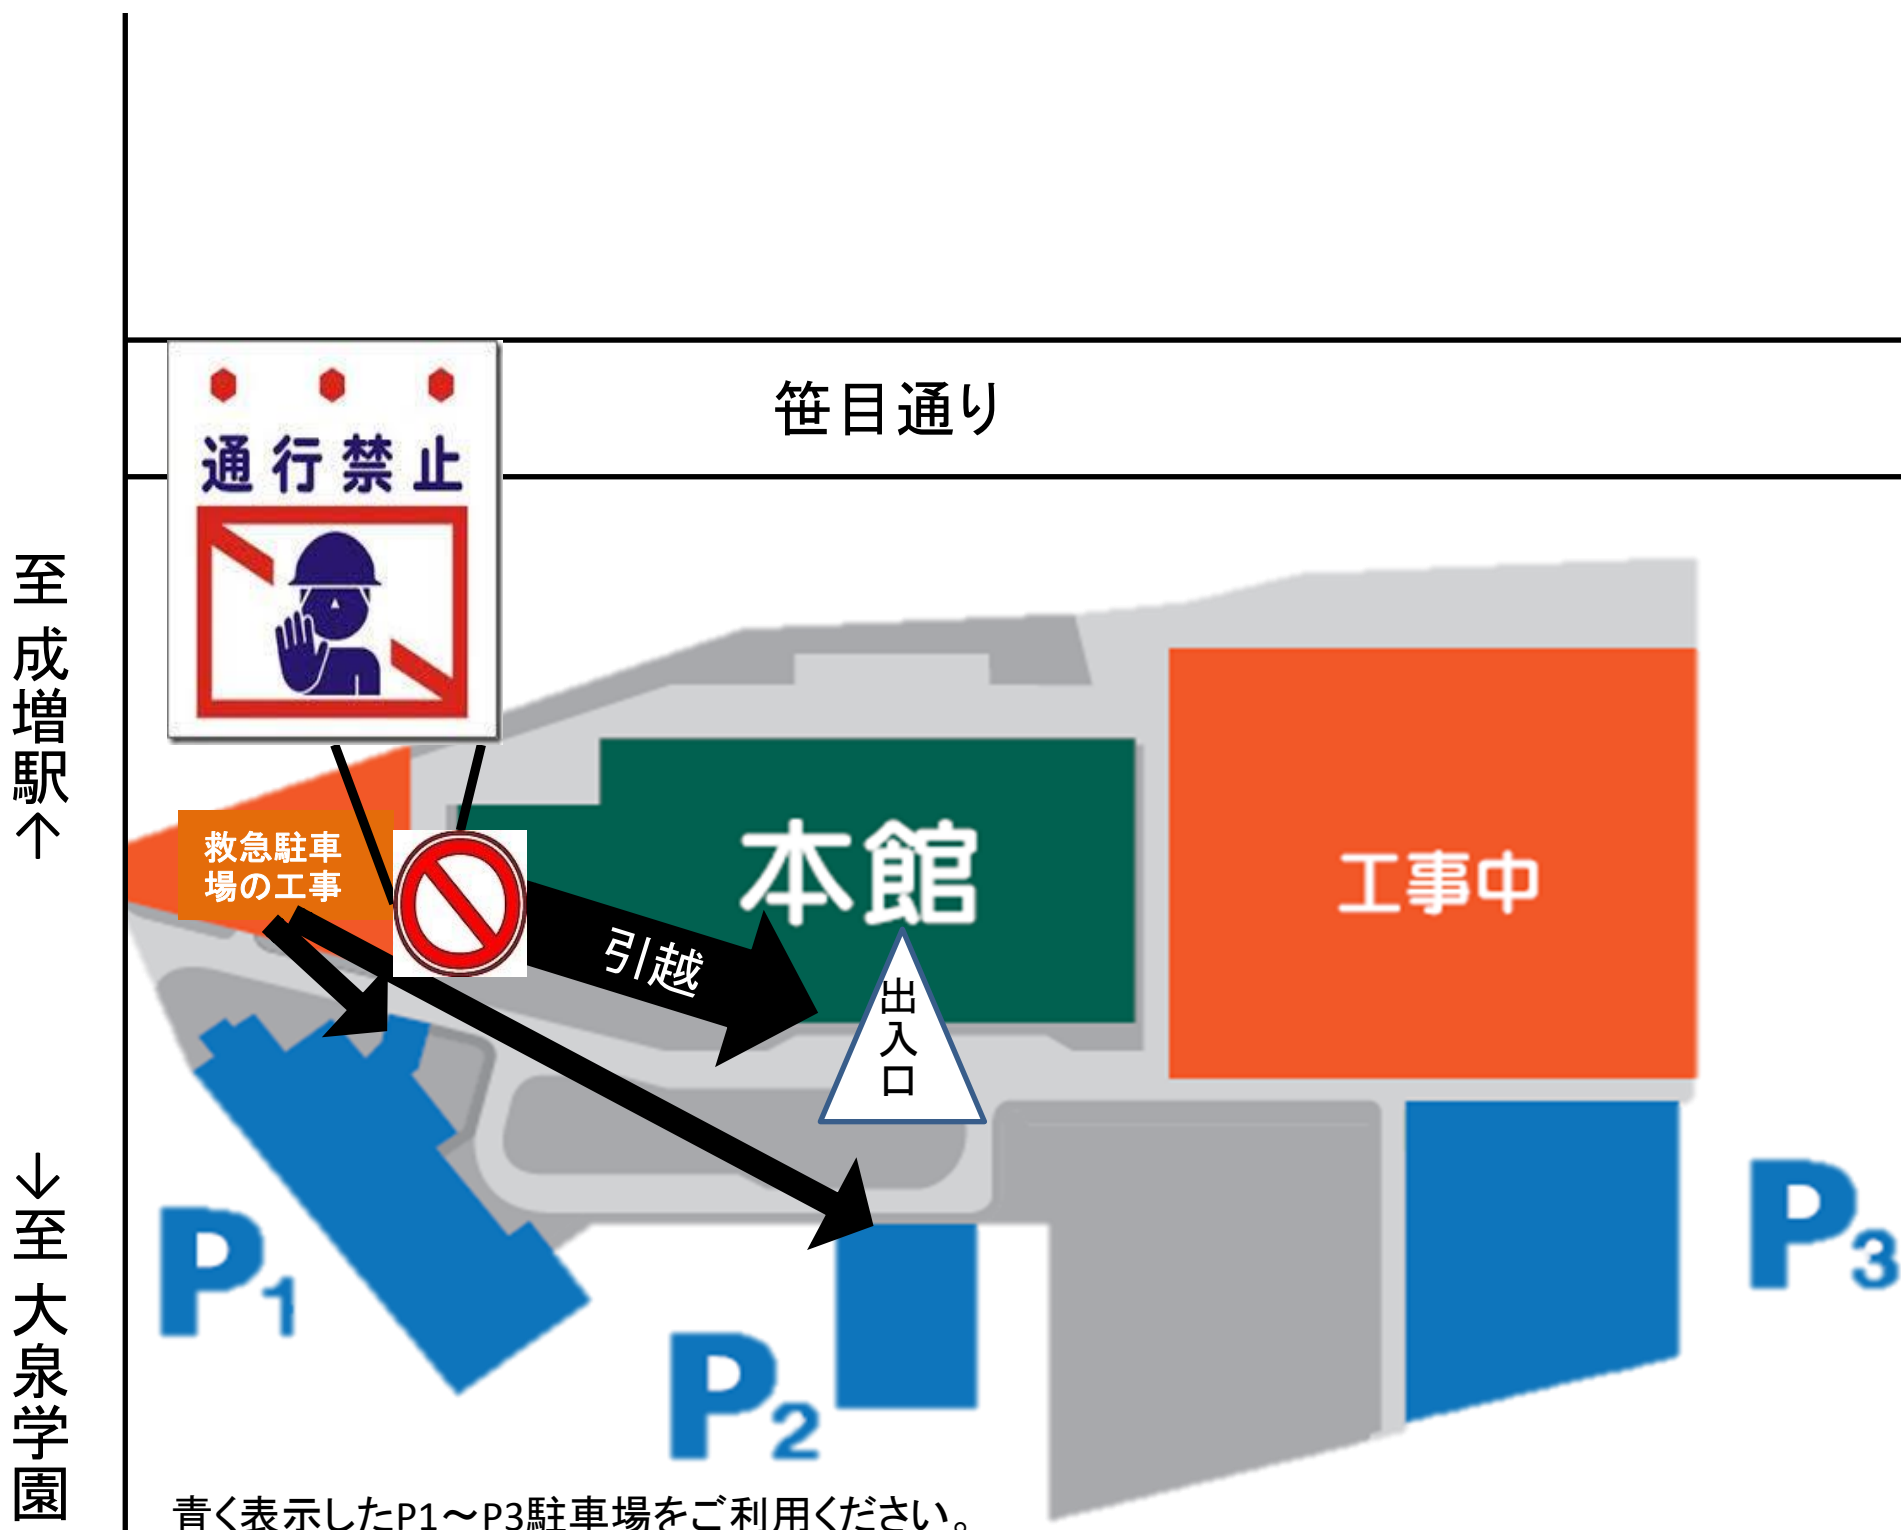 笹目通り
通行禁止
至 成増駅↑
↓至 大泉学園
救急駐車
場の工事
本館
工事中
引越
出入口
P1
P2
P3
青く表示したP1～P3駐車場をご利用ください。